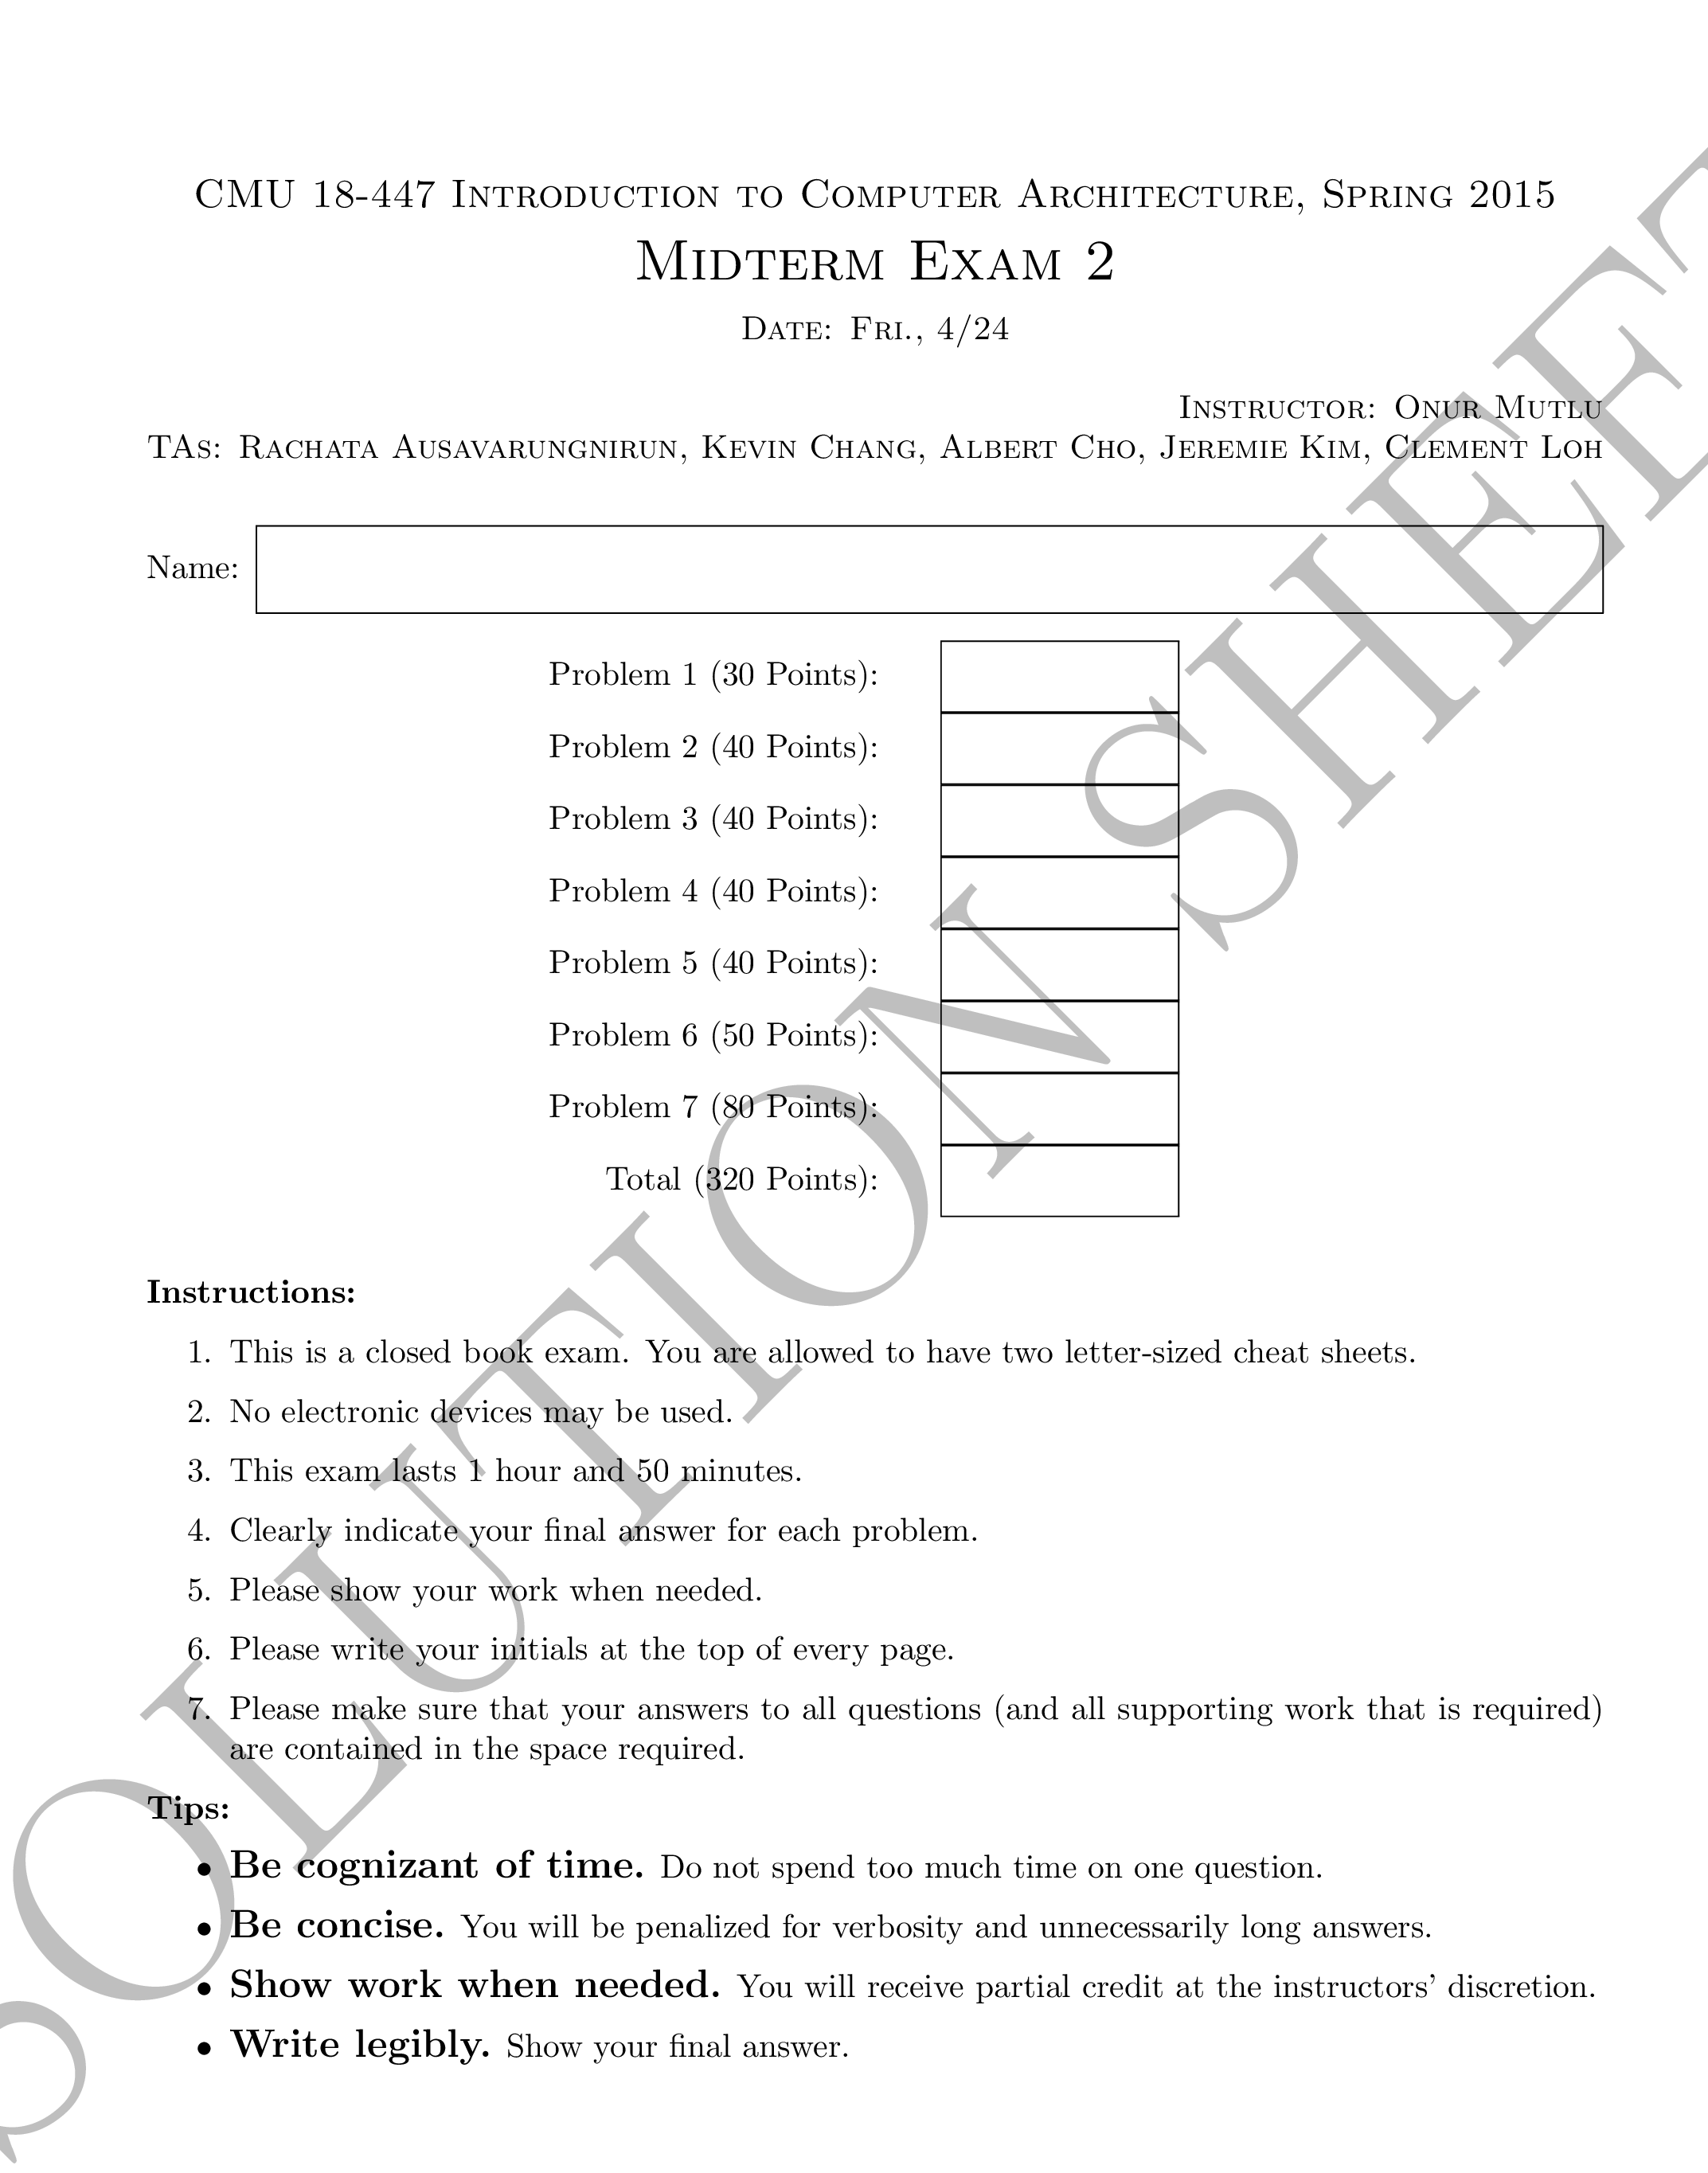 CMU 18-447 Introduction to Computer Architecture, Spring 2015
Midterm Exam 2
Date: Fri., 4/24
Instructor: Onur Mutlu
TAs: Rachata Ausavarungnirun, Kevin Chang, Albert Cho, Jeremie Kim, Clement Loh
Name:
Problem 1 (30 Points):
Problem 2 (40 Points):
Problem 3 (40 Points):
Problem 4 (40 Points):
Problem 5 (40 Points):
Problem 6 (50 Points):
Problem 7 (80 Points):
Total (320 Points):
Instructions:
1. This is a closed book exam. You are allowed to have two letter-sized cheat sheets.
2. No electronic devices may be used.
3. This exam lasts 1 hour and 50 minutes.
4. Clearly indicate your final answer for each problem.
5. Please show your work when needed.
6. Please write your initials at the top of every page.
7. Please make sure that your answers to all questions (and all supporting work that is required)
are contained in the space required.
Tips:
• Be cognizant of time. Do not spend too much time on one question.
• Be concise. You will be penalized for verbosity and unnecessarily long answers.
• Show work when needed. You will receive partial credit at the instructors' discretion.
• Write legibly. Show your final answer.
SOLUTION SHEET